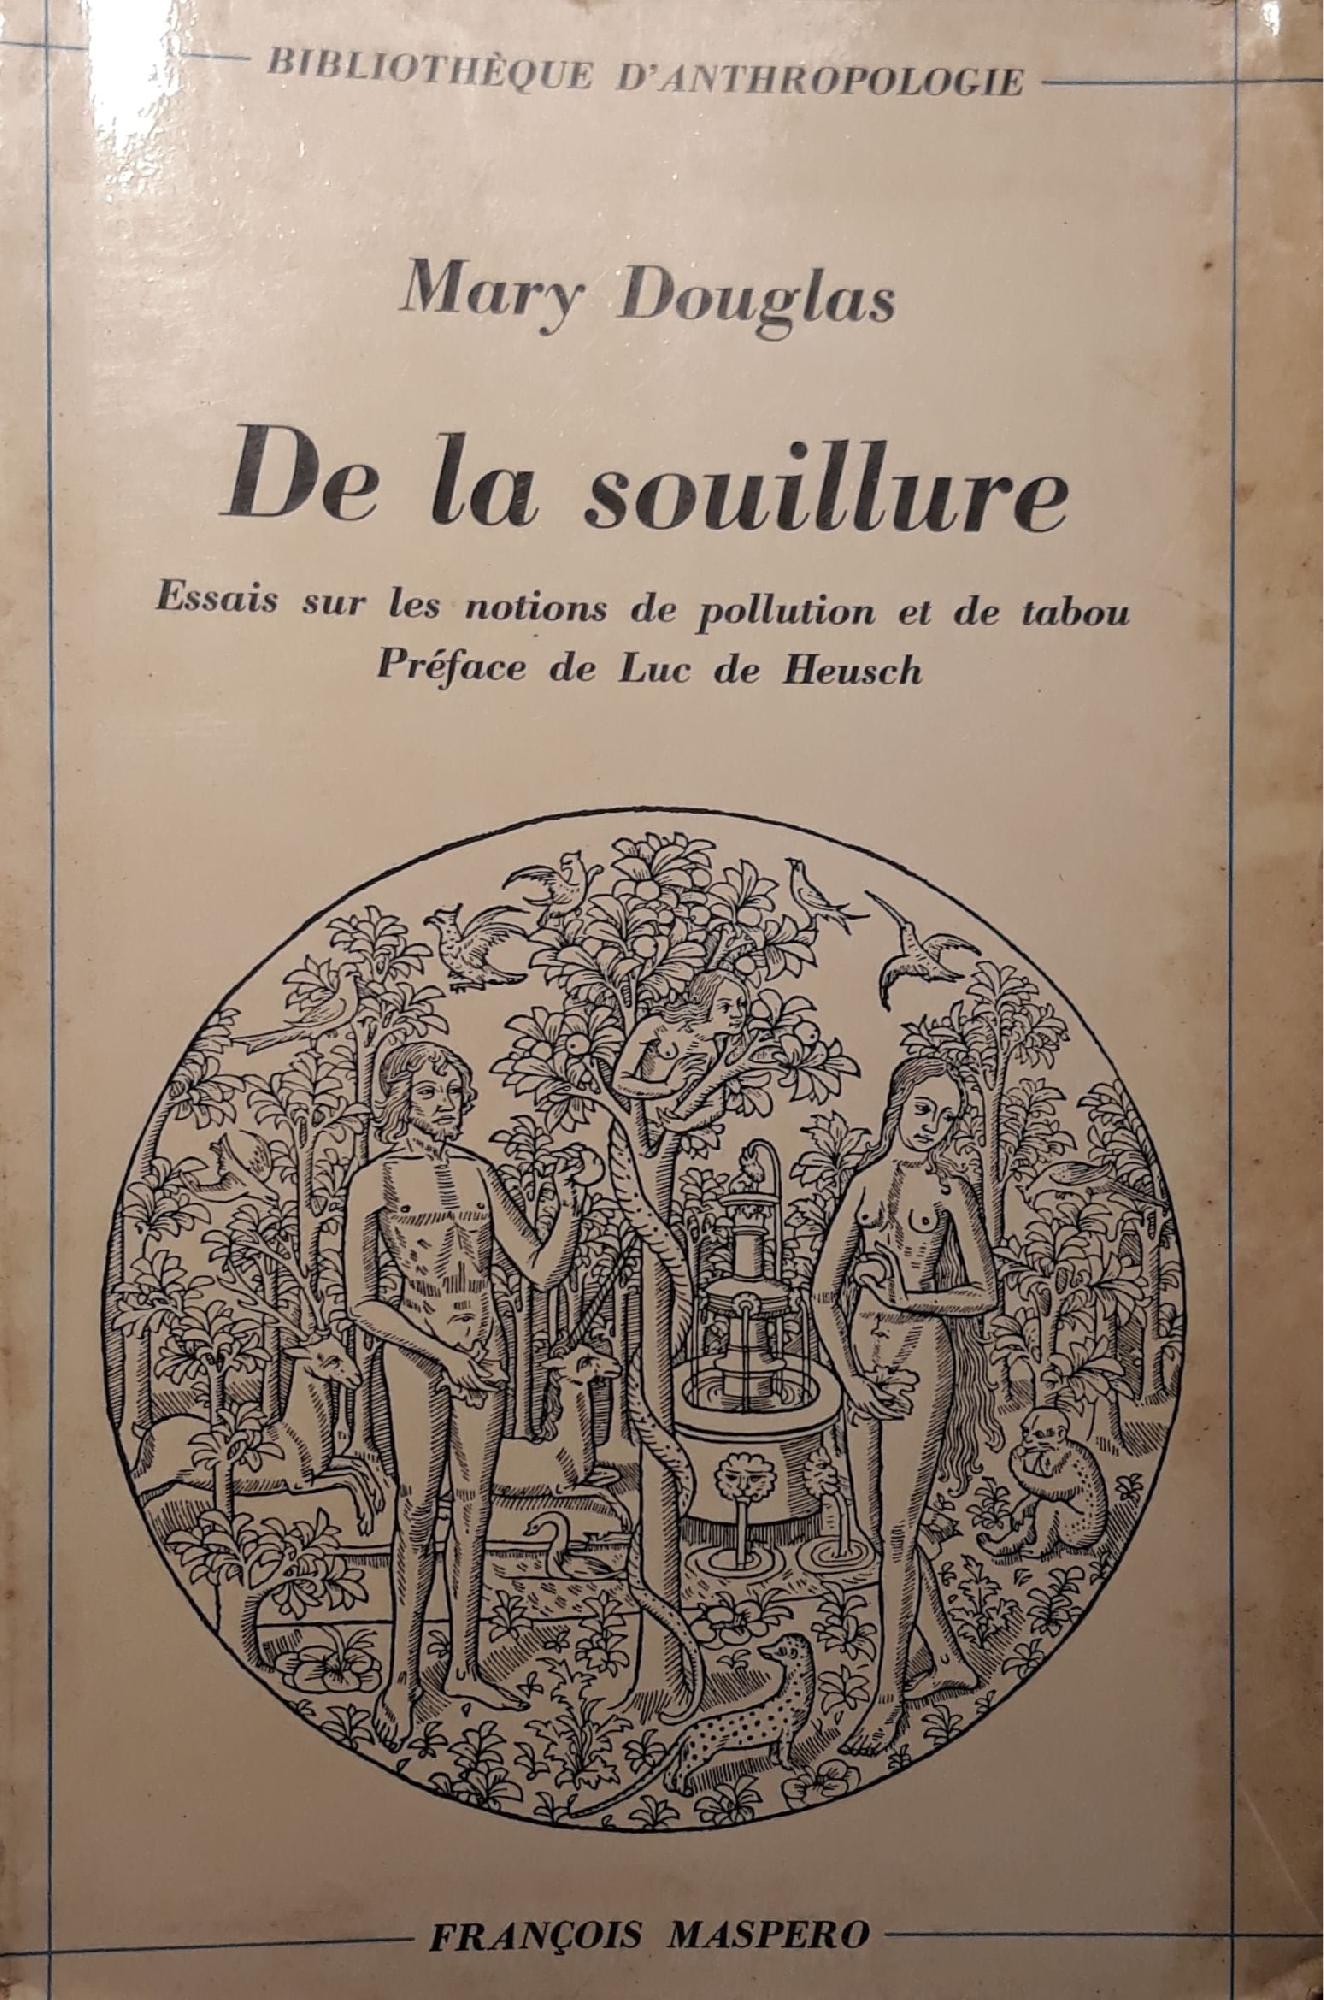 BIBLIOTHÈQUE D'ANTHROPOLOGIE
Mary Douglas
De la souillure
Essais sur les notions de pollution et de tabou
Préface de Luc de Heusch
FRANÇOIS MASPERO